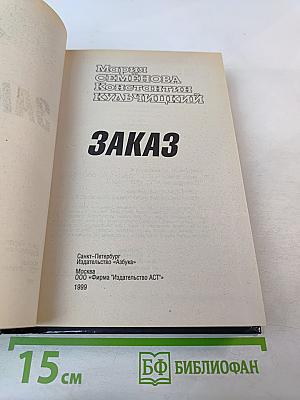 Мария
СЕМЁНОВА
Константин
КУЛЬЧИЦКИЙ
ЗАКАЗ
Санкт-Петербург
Издательство «Азбука»
Москва
ООО «Фирма "Издательство АСТ"»
1999
15 см
БФ БИБЛИОФАН